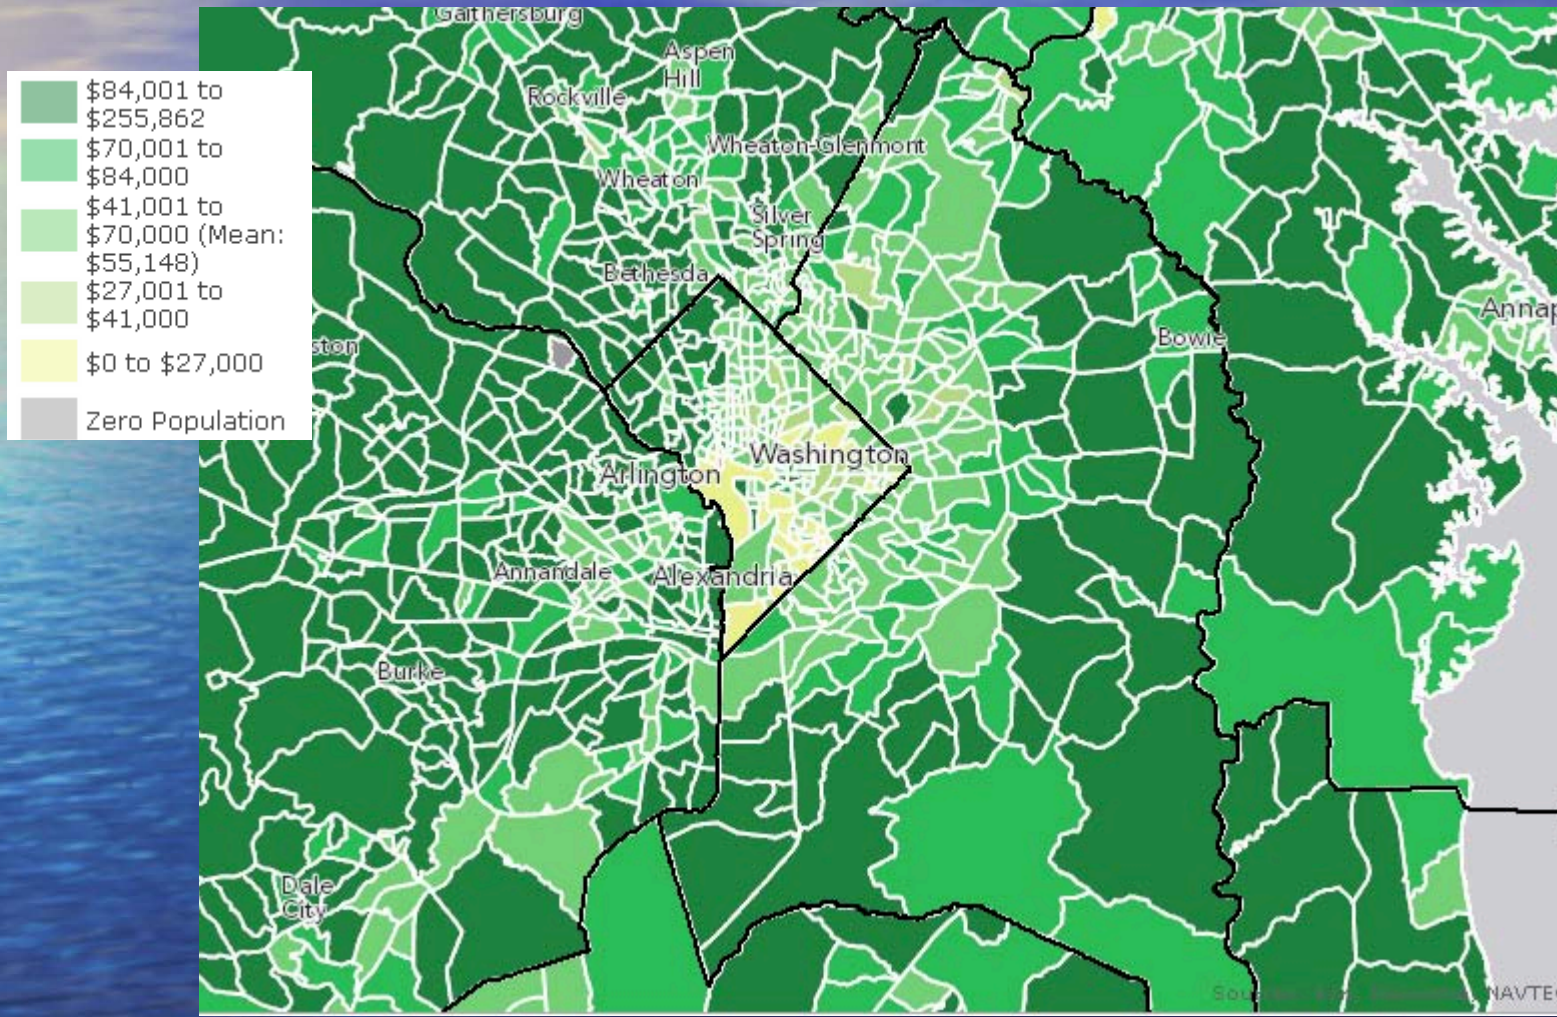 Gaithersburg
Aspen
Hill
$84,001 to
$255,862
Rockville
$70,001 to
$84,000
Wheaton-Glenmont
Wheaton
$41,001 to
$70,000 (Mean:
$55,148)
Silver
Spring
Bethesda
$27,001 to
$41,000
Annap
Bowie
ston
$0 to $27,000
Zero Population
Washington
Arlington
Annandale
Alexandria
Burke
Dale
City
NAVTE